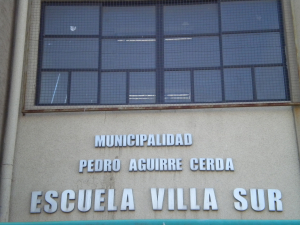 MUNICIPALIDAD
PEDRO AGUIRRE CERDA
ESCUELA VILLA SUR